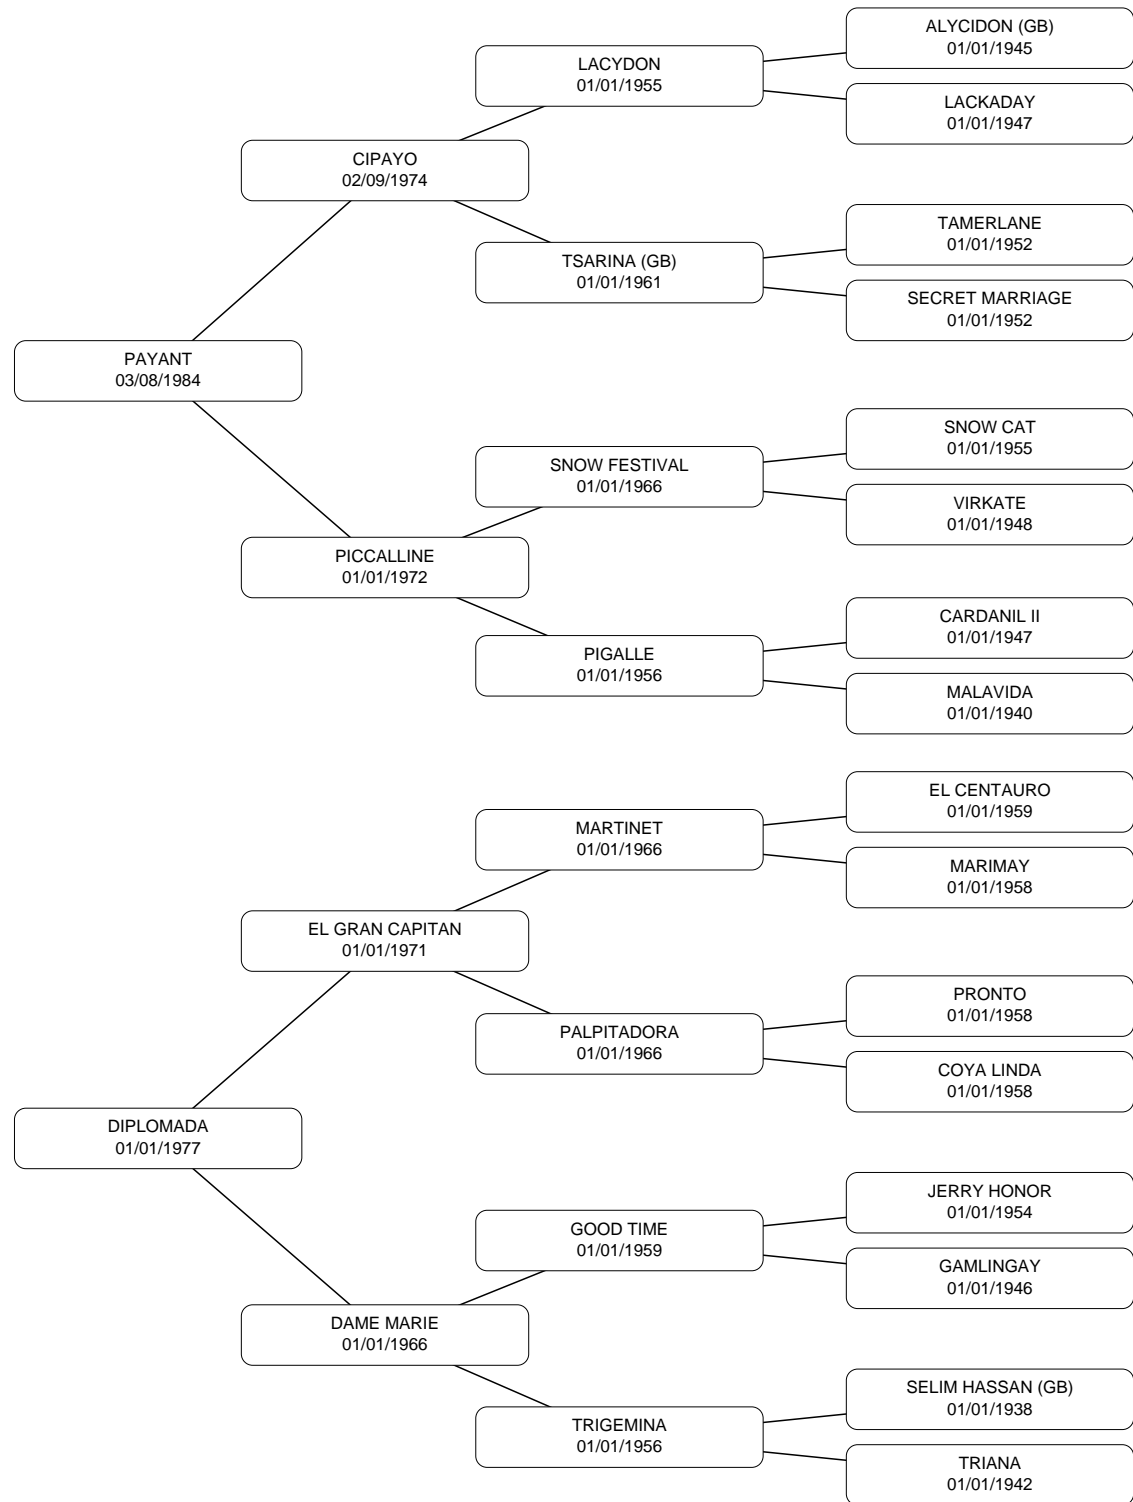 ALYCIDON (GB)
01/01/1945
LACYDON
01/01/1955
LACKADAY
01/01/1947
CIPAYO
02/09/1974
TAMERLANE
01/01/1952
TSARINA (GB)
01/01/1961
SECRET MARRIAGE
01/01/1952
PAYANT
03/08/1984
SNOW CAT
01/01/1955
SNOW FESTIVAL
01/01/1966
VIRKATE
01/01/1948
PICCALLINE
01/01/1972
CARDANIL II
01/01/1947
PIGALLE
01/01/1956
MALAVIDA
01/01/1940
EL CENTAURO
01/01/1959
MARTINET
01/01/1966
MARIMAY
01/01/1958
EL GRAN CAPITAN
01/01/1971
PRONTO
01/01/1958
PALPITADORA
01/01/1966
COYA LINDA
01/01/1958
DIPLOMADA
01/01/1977
JERRY HONOR
01/01/1954
GOOD TIME
01/01/1959
GAMLINGAY
01/01/1946
DAME MARIE
01/01/1966
SELIM HASSAN (GB)
01/01/1938
TRIGEMINA
01/01/1956
TRIANA
01/01/1942